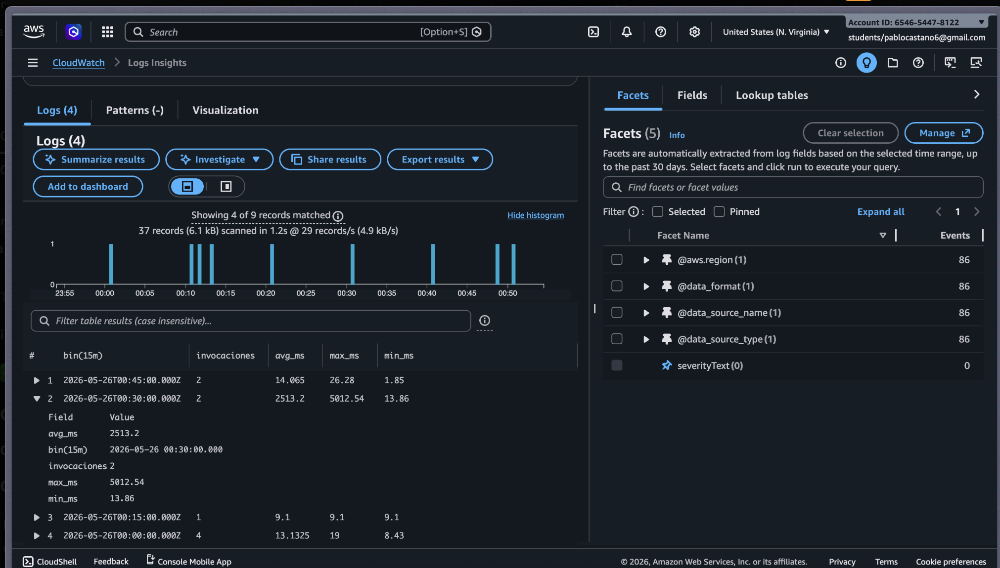 aws
Search
[Option+S]
United States (N. Virginia)
Account ID: 6546-5447-8122
students/pablocastano6@gmail.com
CloudWatch
Logs Insights
Logs (4)
Patterns (-)
Visualization
Logs (4)
Summarize results
Investigate
Share results
Export results
Add to dashboard
Showing 4 of 9 records matched
Hide histogram
37 records (6.1 kB) scanned in 1.2s @ 29 records/s (4.9 kB/s)
1
0
23:55 00:00 00:05 00:10 00:15 00:20 00:25 00:30 00:35 00:40 00:45 00:50
Filter table results (case insensitive)...
# bin(15m) invocaciones avg_ms max_ms min_ms
1 2026-05-26T00:45:00.000Z 2 14.065 26.28 1.85
2 2026-05-26T00:30:00.000Z 2 2513.2 5012.54 13.86
Field Value
avg_ms 2513.2
bin(15m) 2026-05-26 00:30:00.000
invocaciones 2
max_ms 5012.54
min_ms 13.86
3 2026-05-26T00:15:00.000Z 1 9.1 9.1 9.1
4 2026-05-26T00:00:00.000Z 4 13.1325 19 8.43
Facets
Fields
Lookup tables
Facets (5) Info
Clear selection
Manage
Facets are automatically extracted from log fields based on the selected time range, up
to the past 30 days. Select facets and click run to execute your query.
Find facets or facet values
Filter : Selected Pinned
Expand all
1
Facet Name Events
@aws.region (1) 86
@data_format (1) 86
@data_source_name (1) 86
@data_source_type (1) 86
severityText (0) 0
CloudShell
Feedback
Console Mobile App
© 2026, Amazon Web Services, Inc. or its affiliates.
Privacy
Terms
Cookie preferences